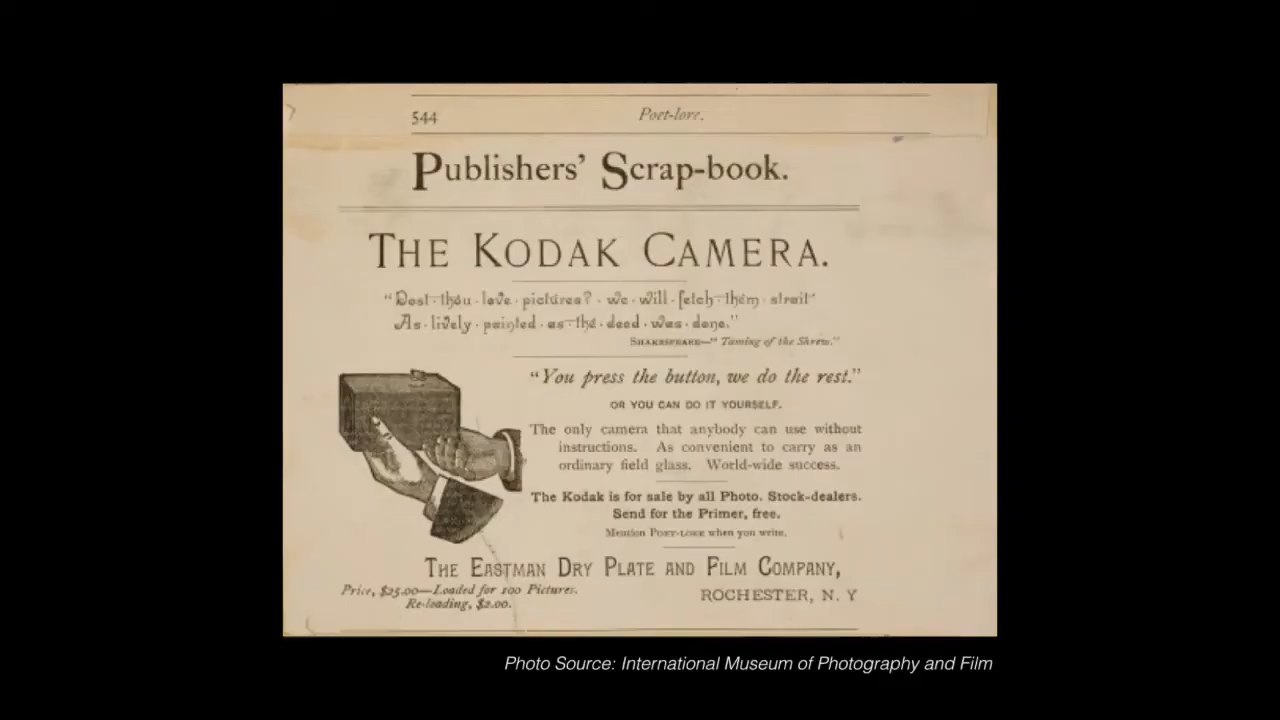 544
Poet-lore.
Publishers' Scrap-book.
THE KODAK CAMERA.
"Dost·thou·love·pictures?·we·will·fetch·them·strait"
As·lively·painted·as·the·deed·was·done."
SHAKESPEARE—"Taming of the Shrew."
"You press the button, we do the rest."
OR YOU CAN DO IT YOURSELF.
The only camera that anybody can use without
instructions. As convenient to carry as an
ordinary field glass. World-wide success.
The Kodak is for sale by all Photo. Stock-dealers.
Send for the Primer, free.
Mention POET-LORE when you write.
THE EASTMAN DRY PLATE AND FILM COMPANY,
Price, $25.00—Loaded for 100 Pictures.
Re-loading, $2.00.
ROCHESTER, N. Y
Photo Source: International Museum of Photography and Film